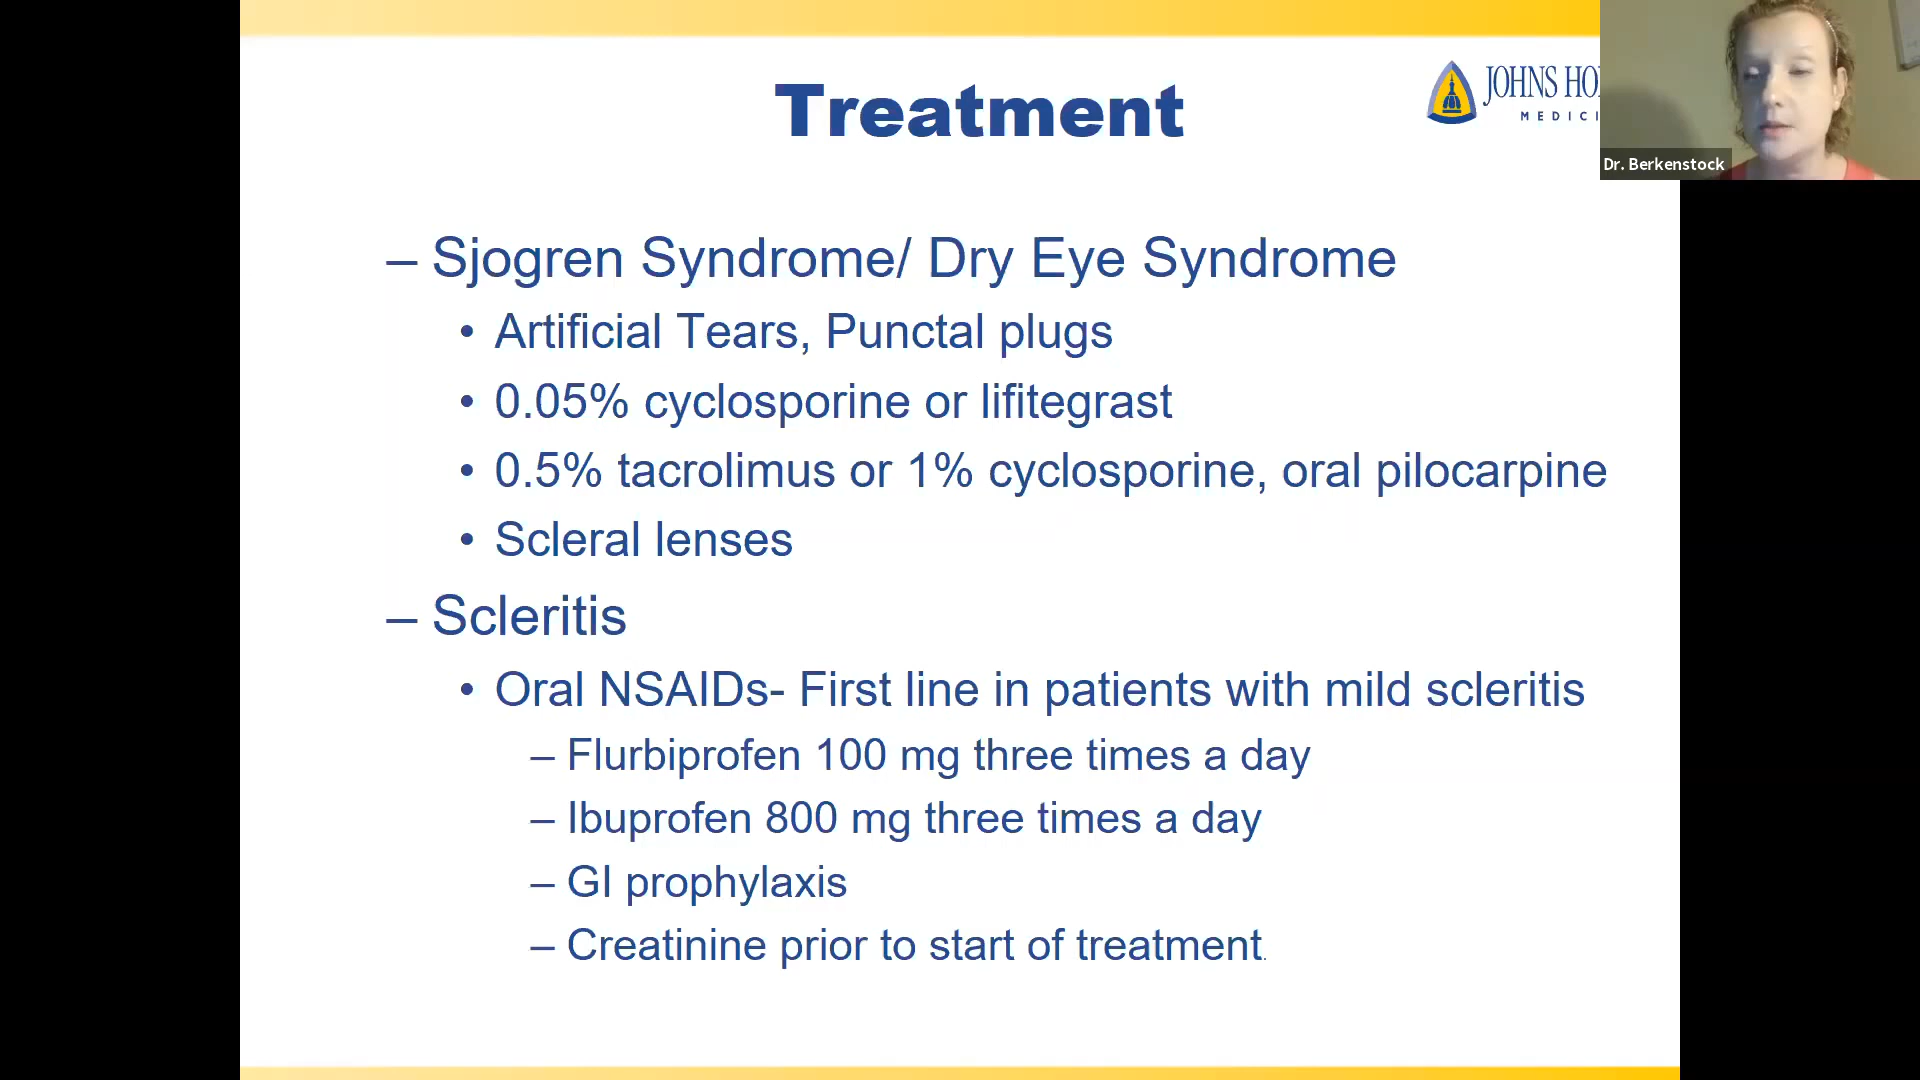 Treatment
JOHNS HO
MEDICI
Dr. Berkenstock
– Sjogren Syndrome/ Dry Eye Syndrome
• Artificial Tears, Punctal plugs
• 0.05% cyclosporine or lifitegrast
• 0.5% tacrolimus or 1% cyclosporine, oral pilocarpine
• Scleral lenses
– Scleritis
• Oral NSAIDs- First line in patients with mild scleritis
– Flurbiprofen 100 mg three times a day
– Ibuprofen 800 mg three times a day
– GI prophylaxis
– Creatinine prior to start of treatment.